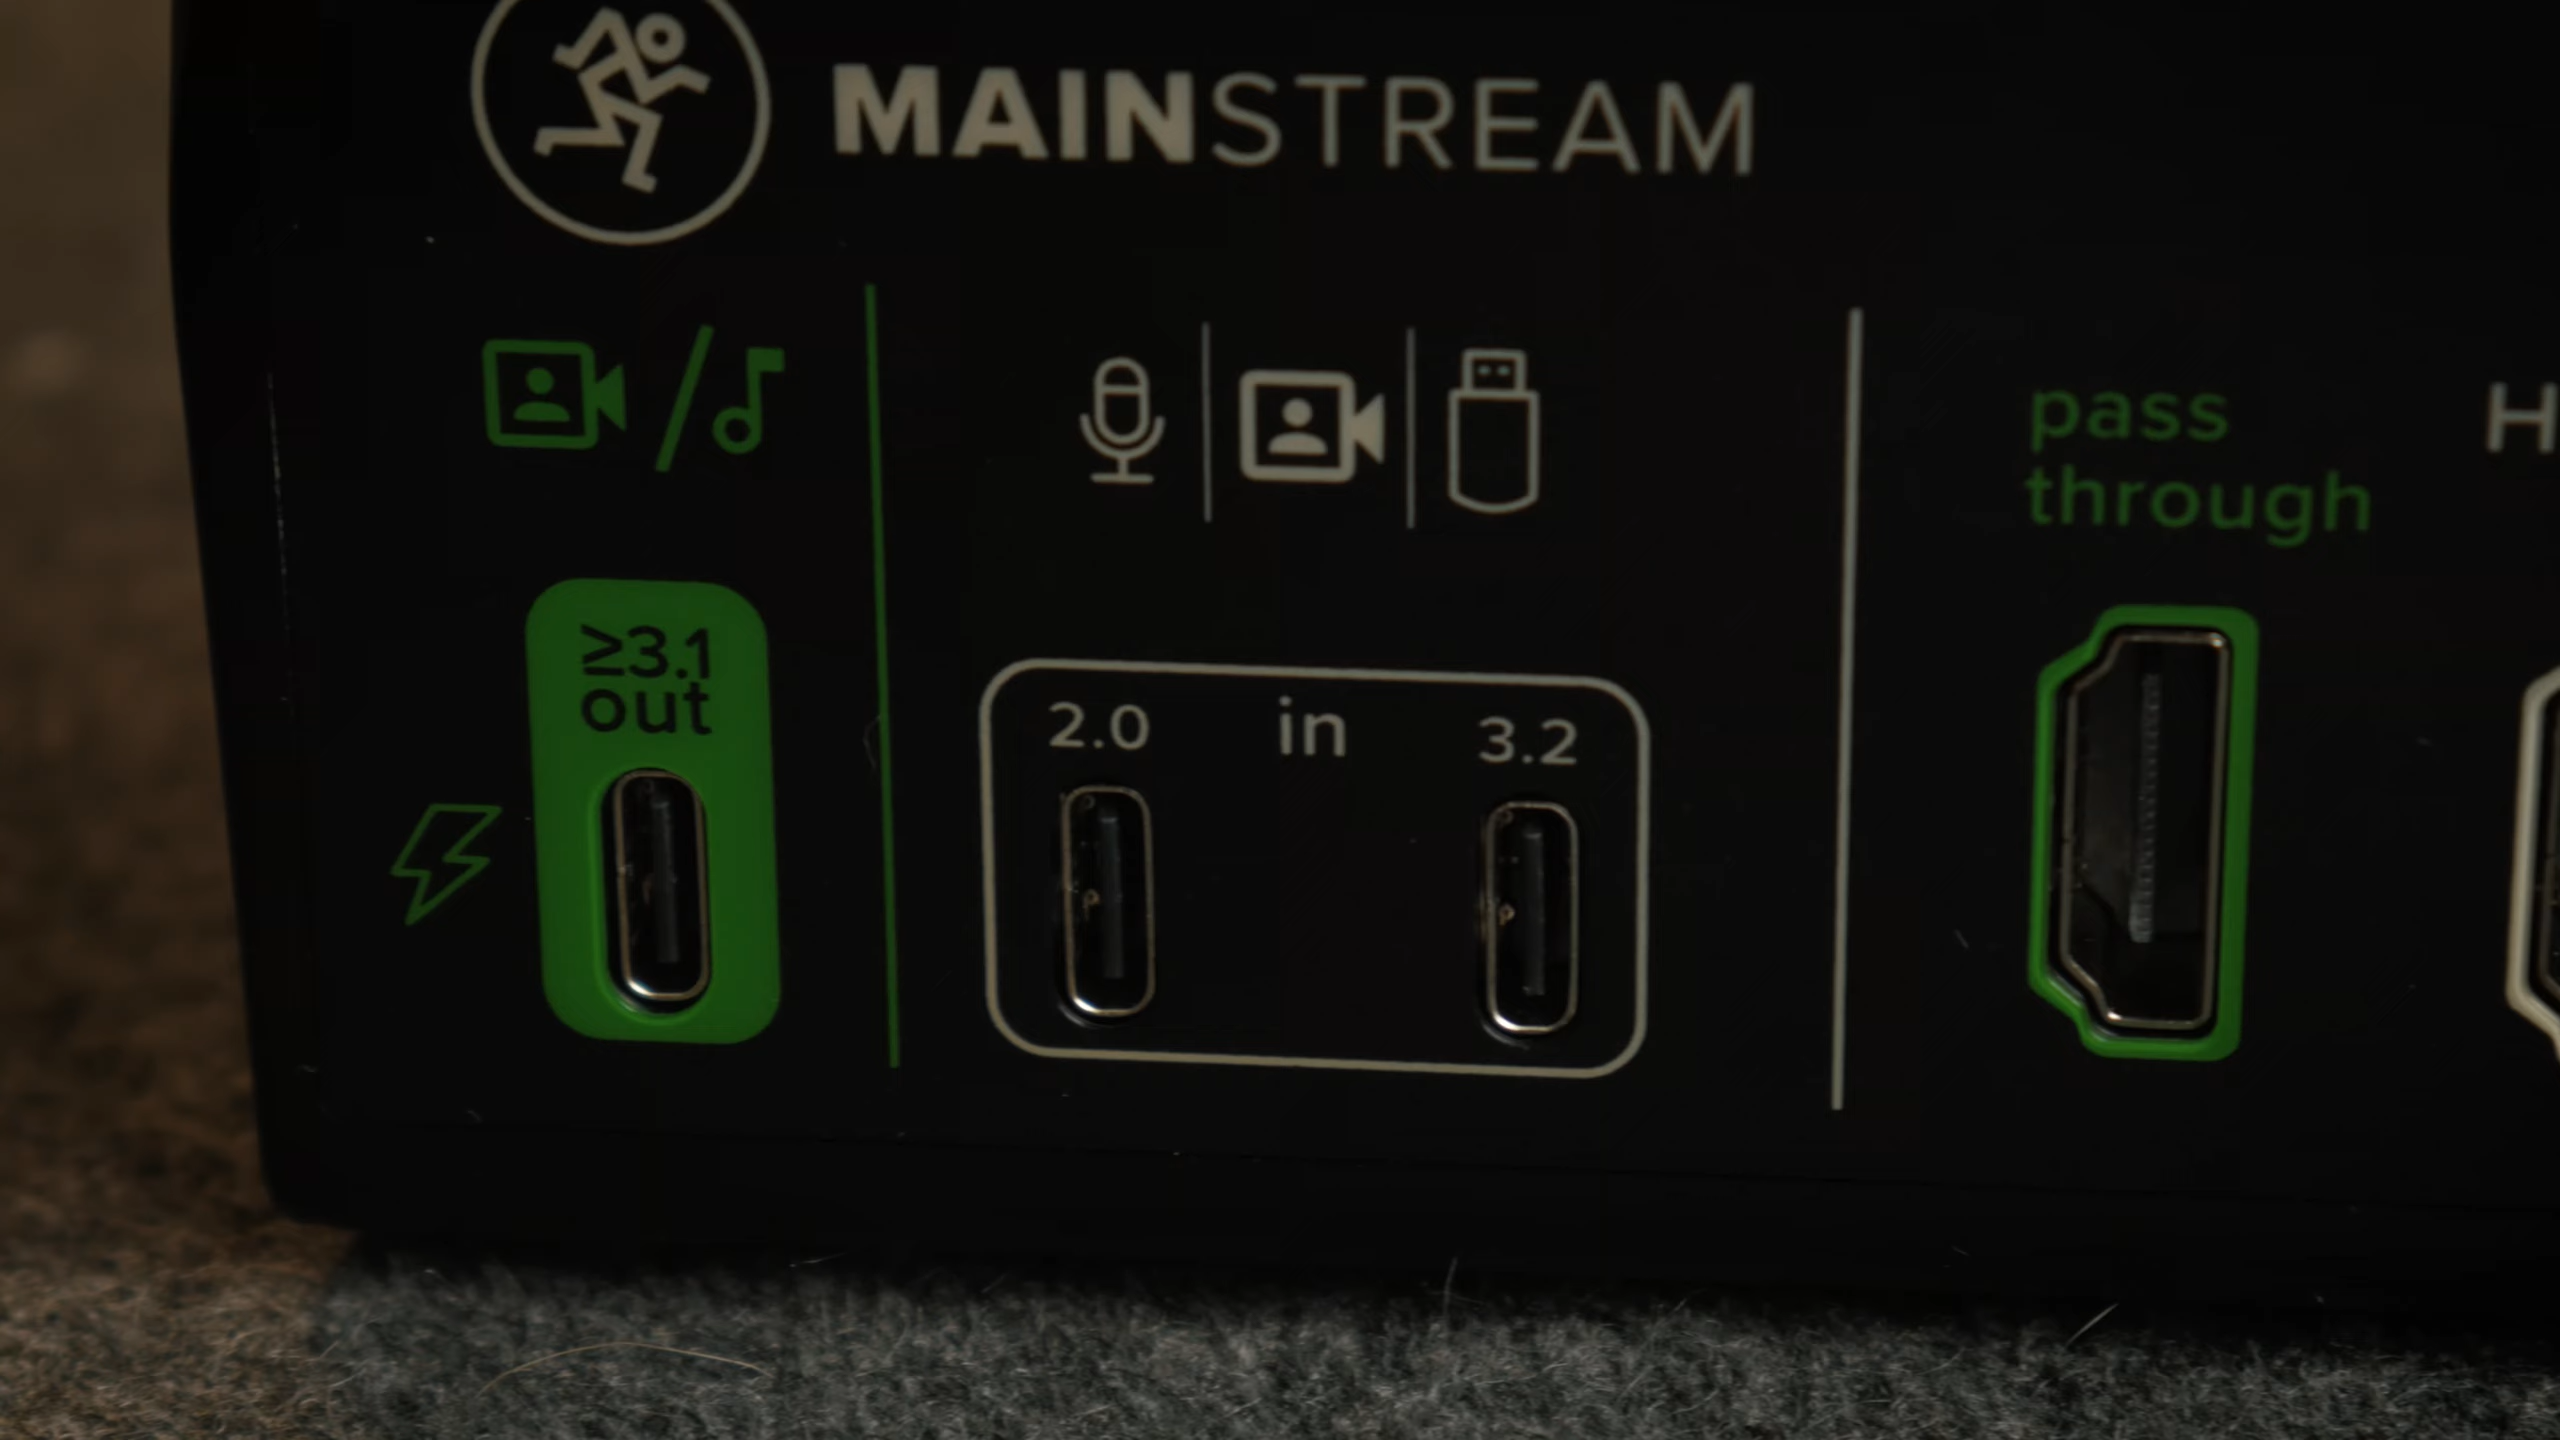 MAINSTREAM
pass
through
H
≥3.1
out
2.0 in 3.2